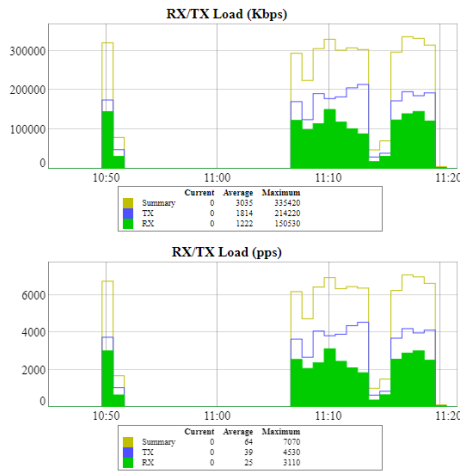 RX/TX Load (Kbps)
300000
200000
100000
0
10:50 11:00 11:10 11:20
Current Average Maximum
Summary 0 3035 335420
TX 0 1814 214220
RX 0 1222 150530
RX/TX Load (pps)
6000
4000
2000
0
10:50 11:00 11:10 11:20
Current Average Maximum
Summary 0 64 7070
TX 0 39 4530
RX 0 25 3110